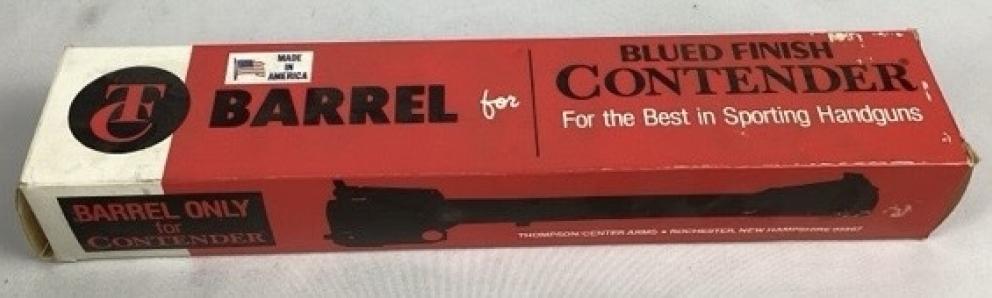 TC
MADE
IN
AMERICA
BARREL for
BLUED FINISH
CONTENDER®
For the Best in Sporting Handguns
BARREL ONLY
for
CONTENDER
THOMPSON/CENTER ARMS • ROCHESTER, NEW HAMPSHIRE 03867